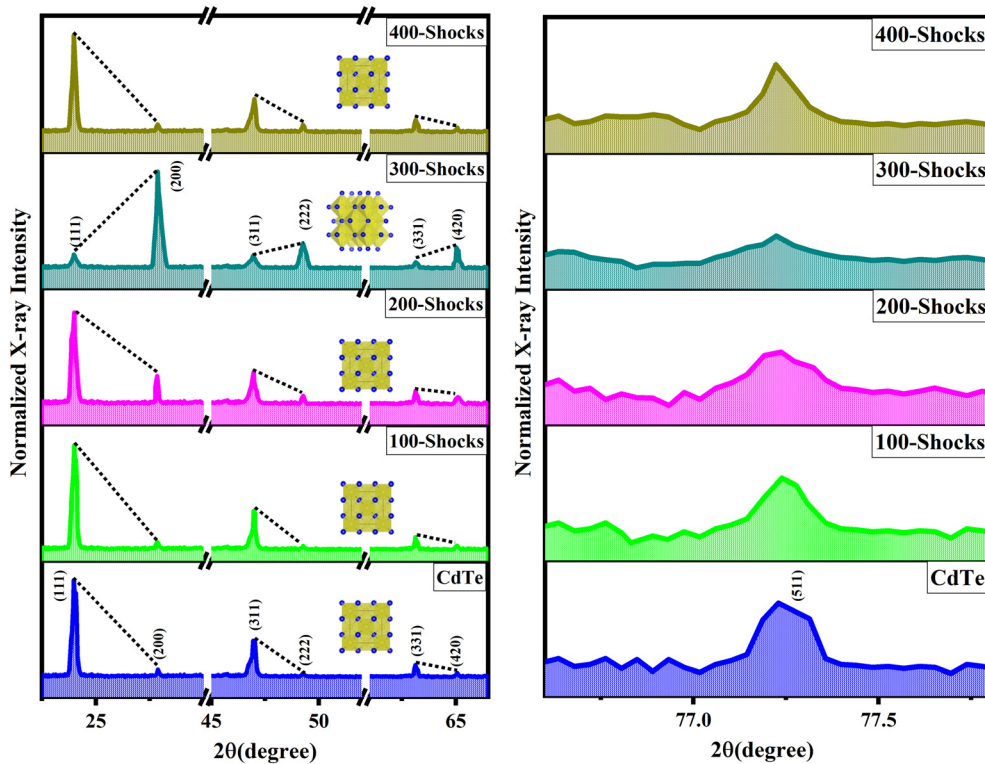 400-Shocks
300-Shocks
(111)
(200)
(311)
(222)
(331)
(420)
200-Shocks
100-Shocks
CdTe
(111)
(200)
(311)
(222)
(331)
(420)
25
45
50
65
2θ(degree)
Normalized X-ray Intensity
400-Shocks
300-Shocks
200-Shocks
100-Shocks
CdTe
(511)
77.0
77.5
2θ(degree)
Normalized X-ray Intensity